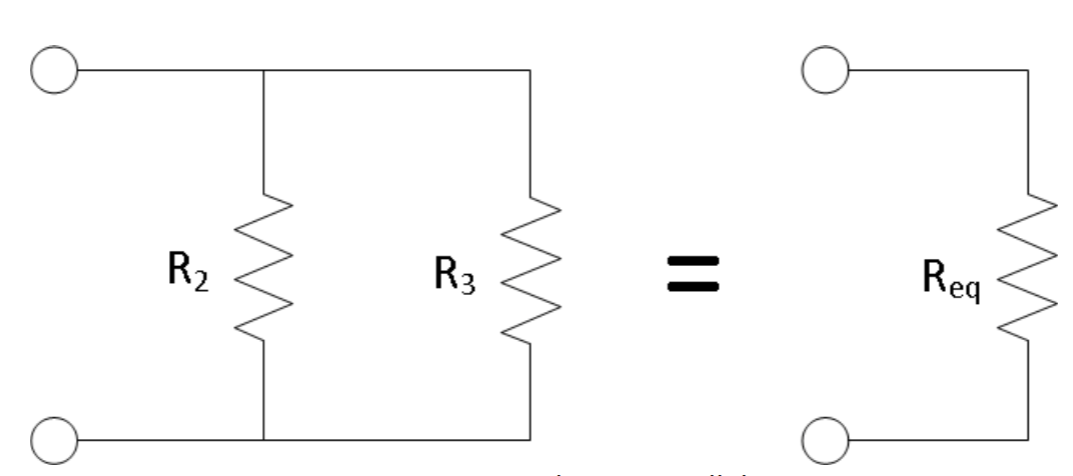 R2
R3
=
Req